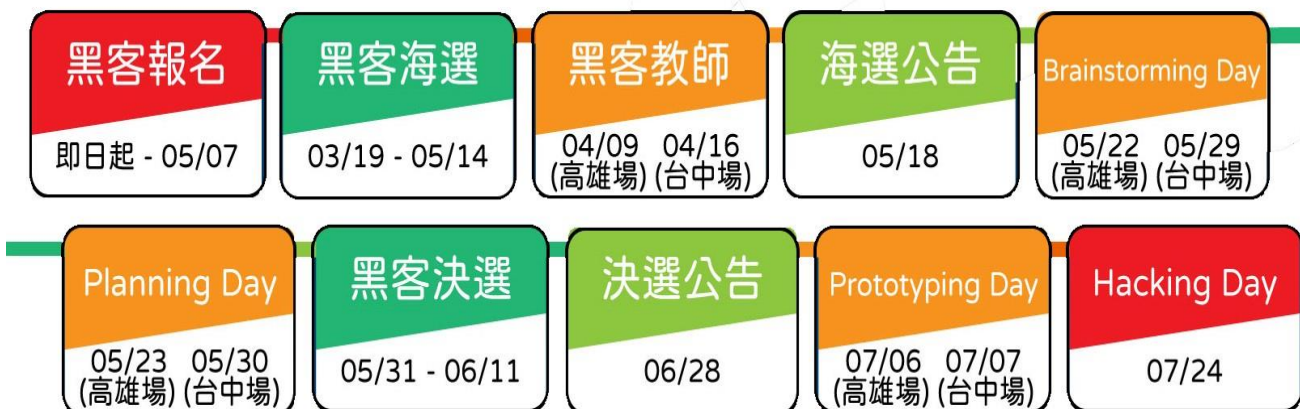 黑客報名
即日起 - 05/07
黑客海選
03/19 - 05/14
黑客教師
04/09 04/16
(高雄場) (台中場)
海選公告
05/18
Brainstorming Day
05/22 05/29
(高雄場) (台中場)
Planning Day
05/23 05/30
(高雄場) (台中場)
黑客決選
05/31 - 06/11
決選公告
06/28
Prototyping Day
07/06 07/07
(高雄場) (台中場)
Hacking Day
07/24